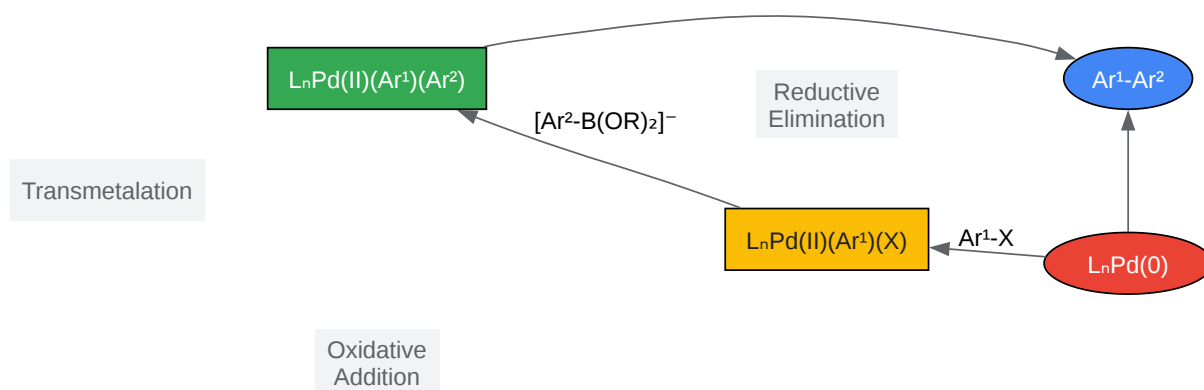 LₙPd(II)(Ar¹)(Ar²)
Ar¹-Ar²
Reductive
Elimination
[Ar²-B(OR)₂]⁻
Transmetalation
LₙPd(II)(Ar¹)(X)
Ar¹-X
LₙPd(0)
Oxidative
Addition